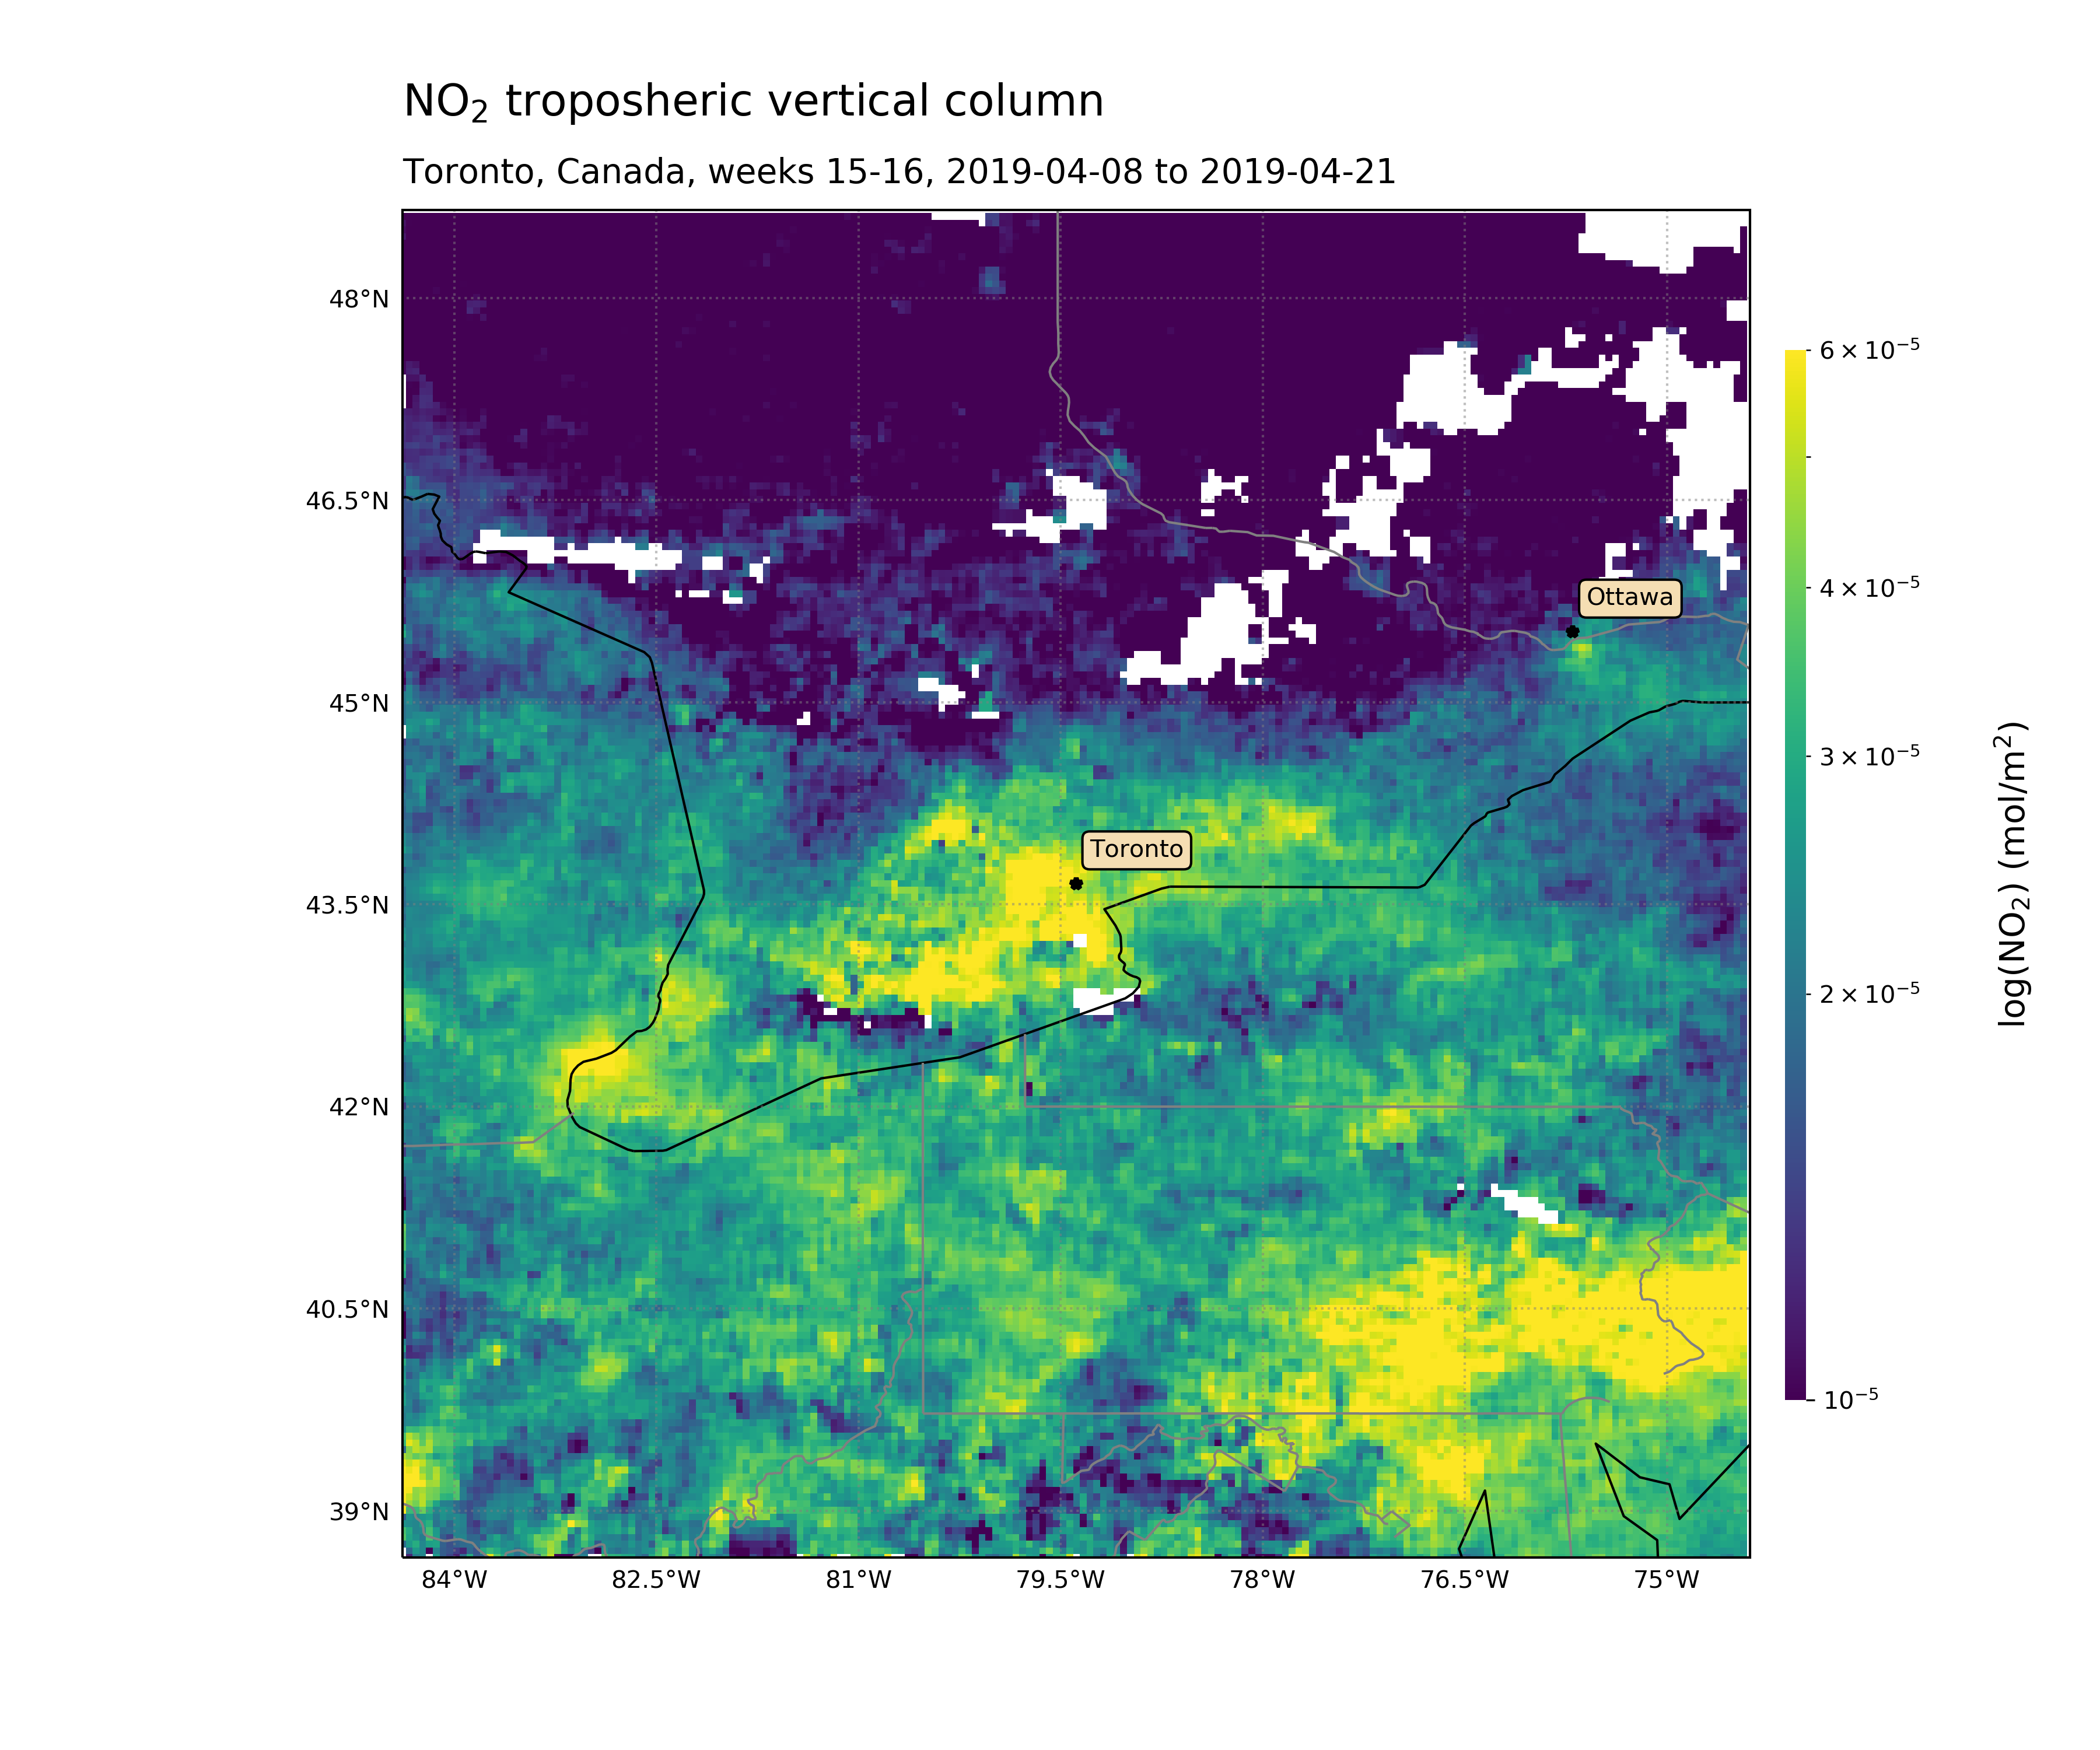 NO₂ troposheric vertical column
Toronto, Canada, weeks 15-16, 2019-04-08 to 2019-04-21
48°N
46.5°N
45°N
43.5°N
42°N
40.5°N
39°N
84°W 82.5°W 81°W 79.5°W 78°W 76.5°W 75°W
Ottawa
Toronto
6 × 10⁻⁵
4 × 10⁻⁵
3 × 10⁻⁵
2 × 10⁻⁵
10⁻⁵
log(NO₂) (mol/m²)